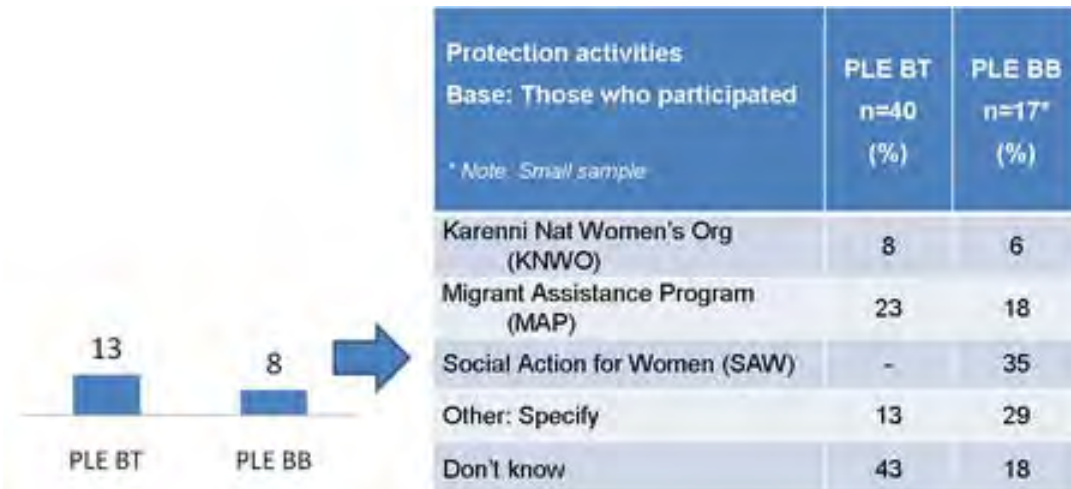 13
8
PLE BT
PLE BB
Protection activities
Base: Those who participated
* Note: Small sample
PLE BT
n=40
(%)
PLE BB
n=17*
(%)
Karenni Nat Women's Org
(KNWO)
8
6
Migrant Assistance Program
(MAP)
23
18
Social Action for Women (SAW)
-
35
Other: Specify
13
29
Don't know
43
18